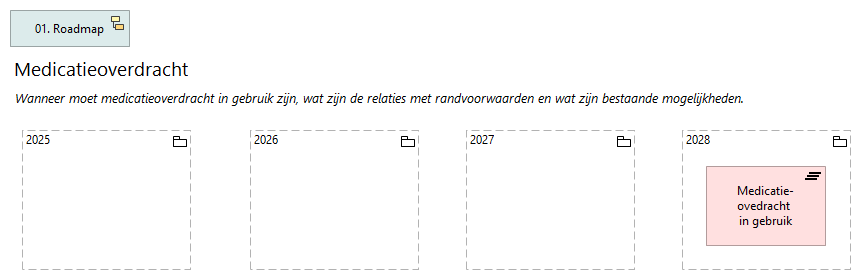 01. Roadmap
Medicatieoverdracht
Wanneer moet medicatieoverdracht in gebruik zijn, wat zijn de relaties met randvoorwaarden en wat zijn bestaande mogelijkheden.
2025
2026
2027
2028
Medicatie-
ovedracht
in gebruik